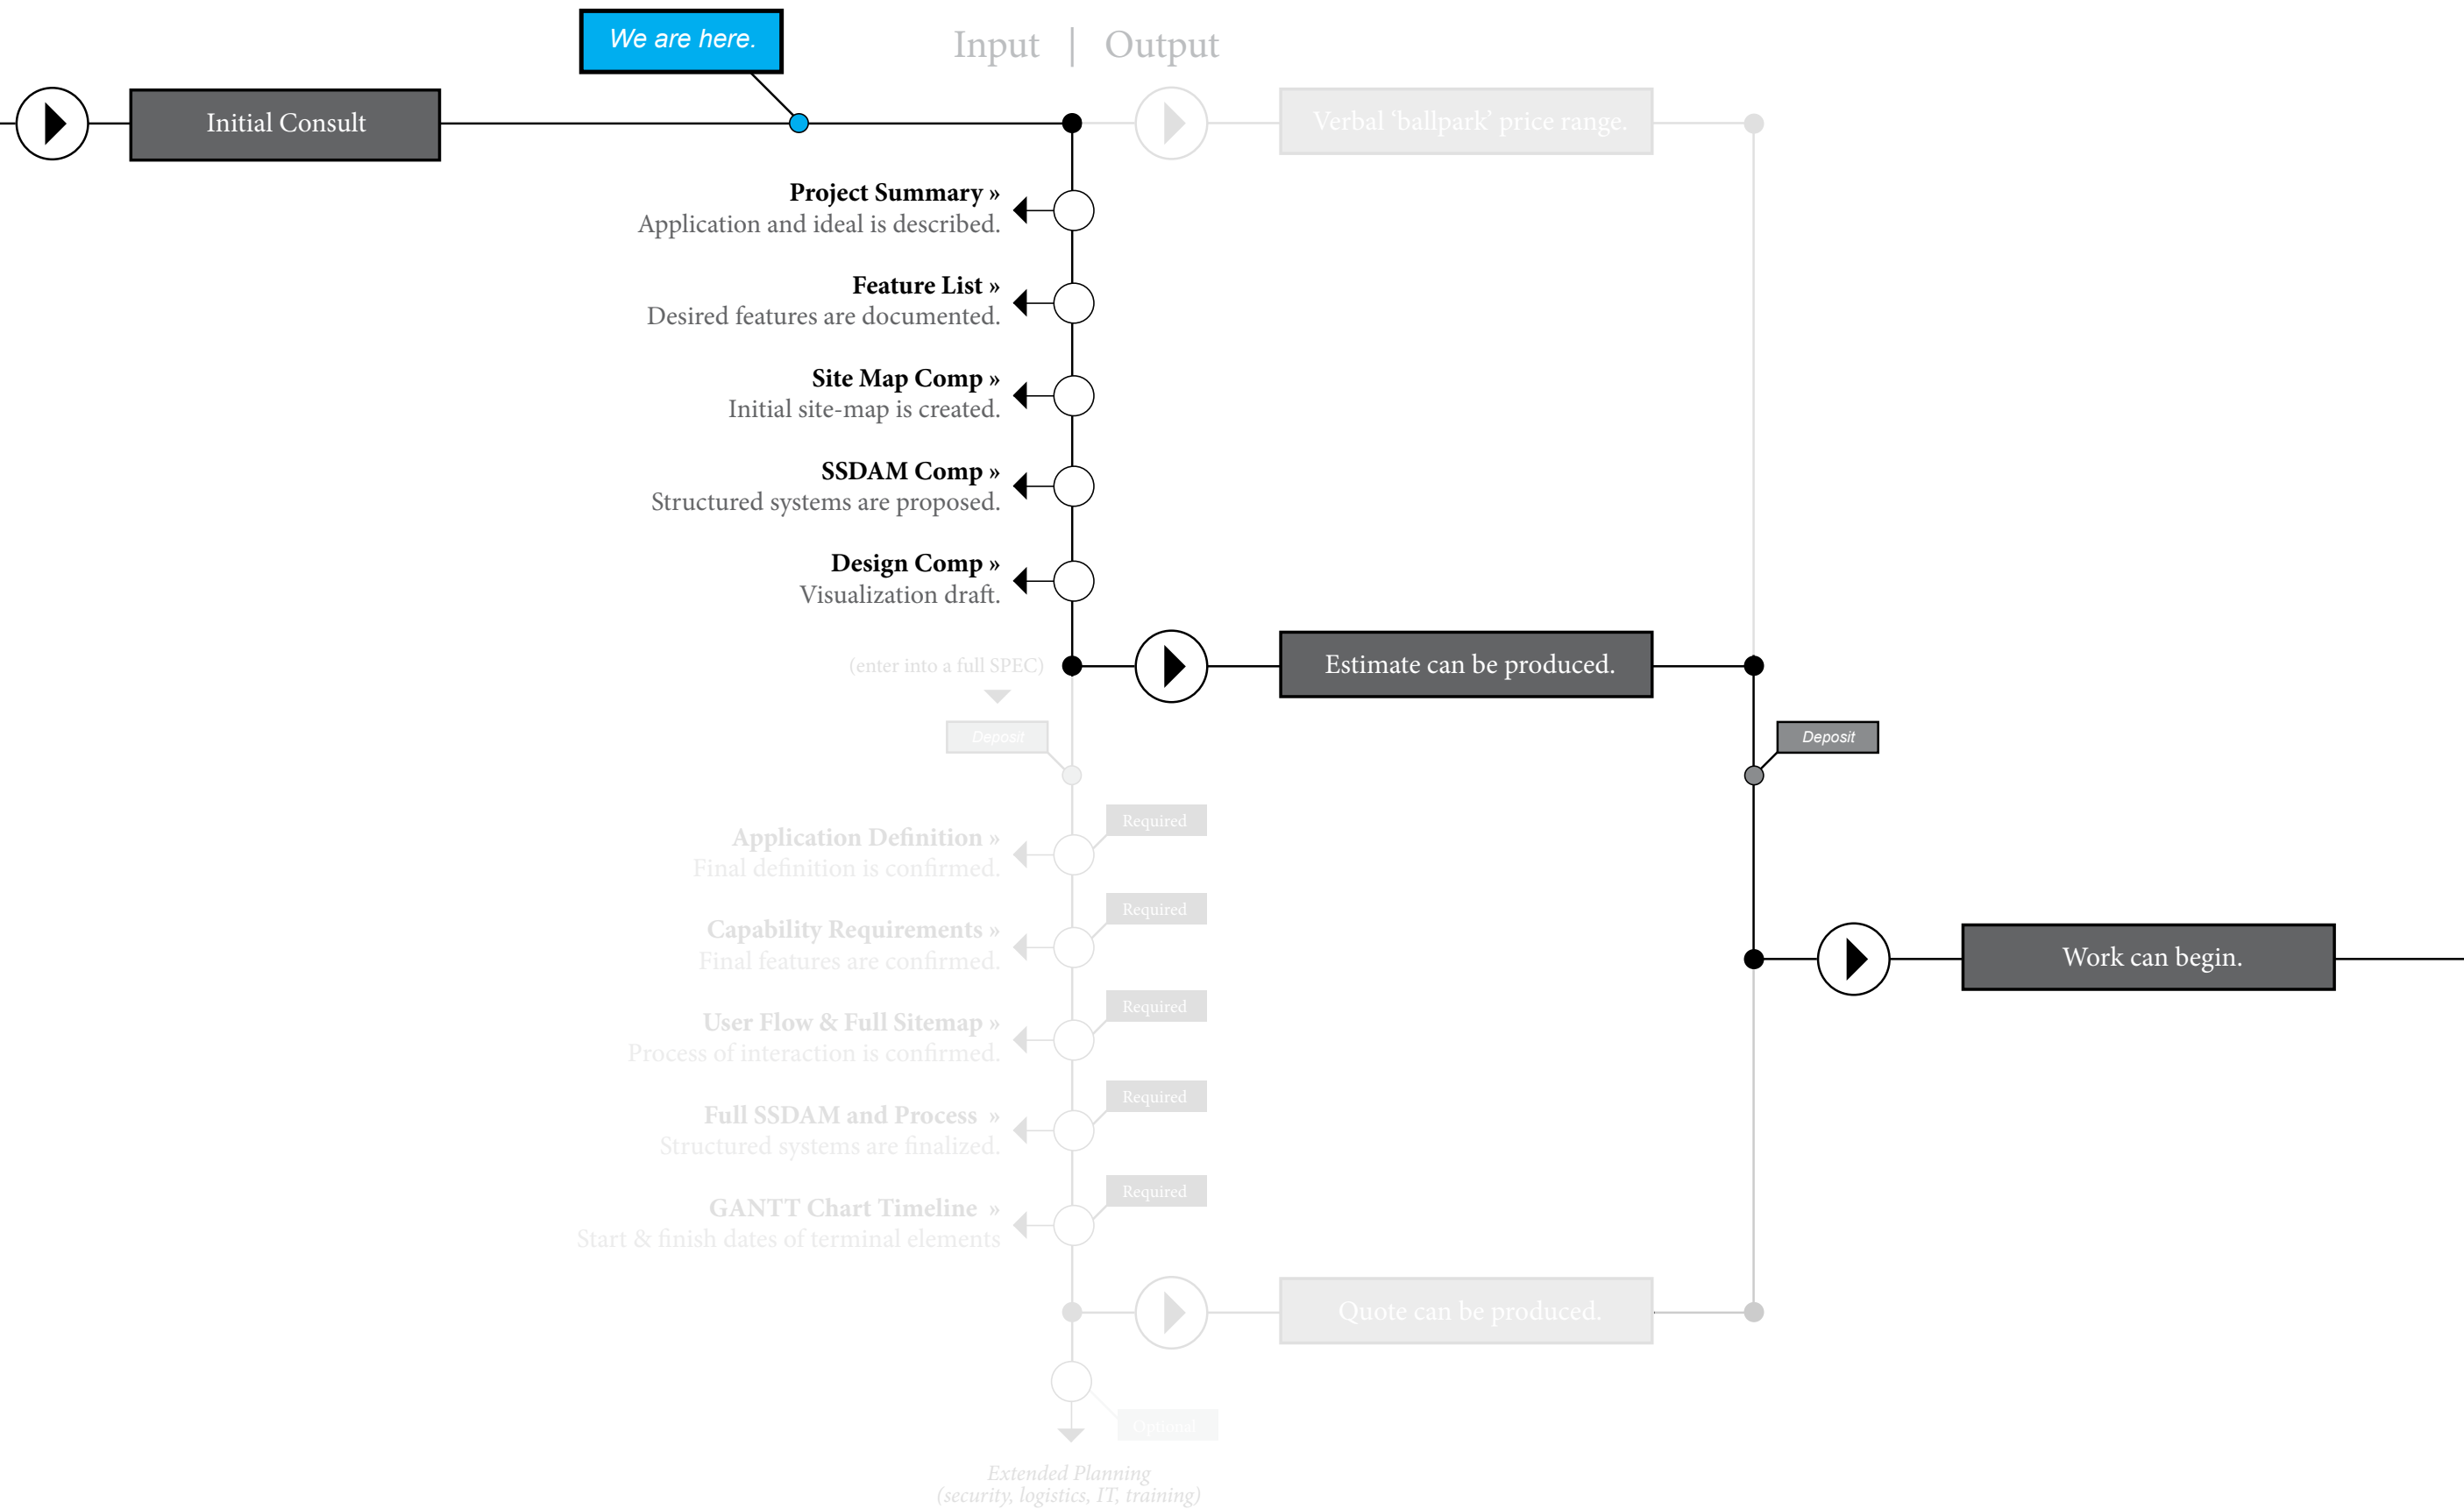 We are here.
Input | Output
Initial Consult
Verbal ‘ballpark’ price range.
Project Summary »
Application and ideal is described.
Feature List »
Desired features are documented.
Site Map Comp »
Initial site-map is created.
SSDAM Comp »
Structured systems are proposed.
Design Comp »
Visualization draft.
(enter into a full SPEC)
Estimate can be produced.
Deposit
Deposit
Required
Application Definition »
Final definition is confirmed.
Required
Capability Requirements »
Final features are confirmed.
Work can begin.
Required
User Flow & Full Sitemap »
Process of interaction is confirmed.
Required
Full SSDAM and Process »
Structured systems are finalized.
Required
GANTT Chart Timeline »
Start & finish dates of terminal elements
Quote can be produced.
Optional
Extended Planning
(security, logistics, IT, training)